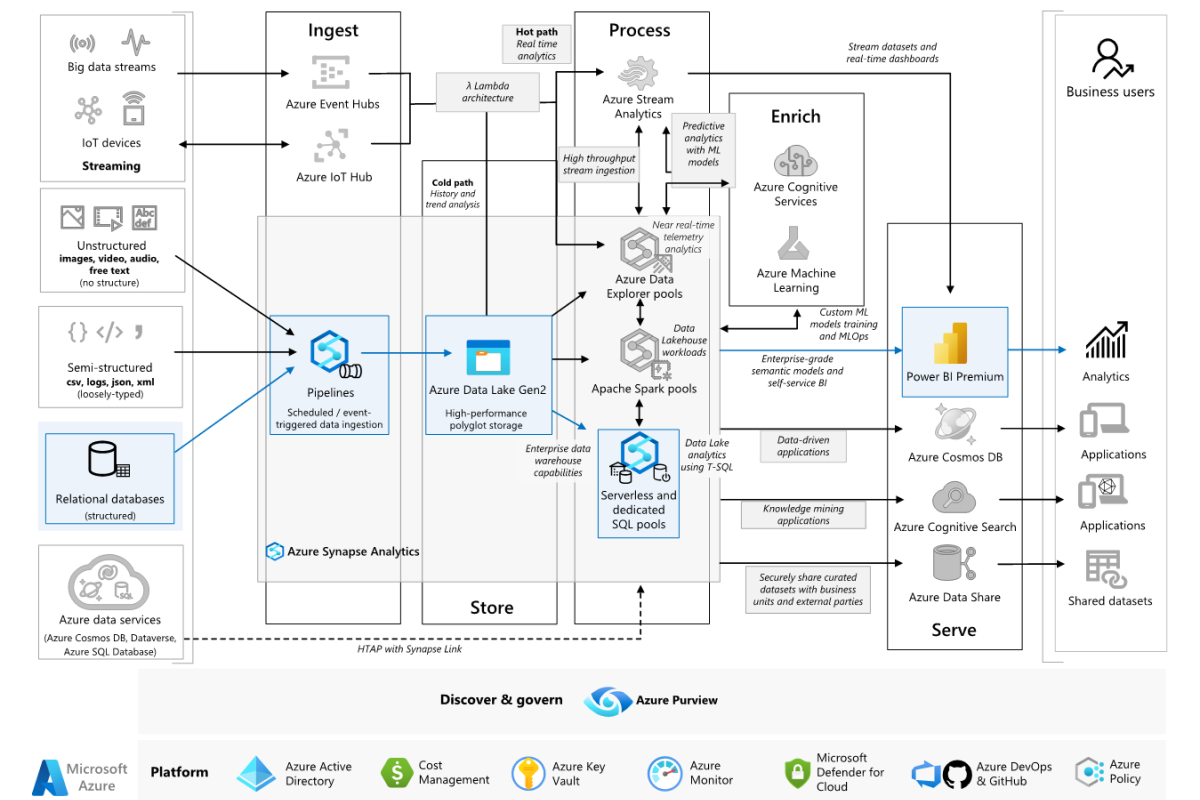 Ingest
Process
Hot path
Real time
analytics
Stream datasets and
real-time dashboards
Big data streams
Azure Event Hubs
λ Lambda
architecture
Azure Stream
Analytics
Business users
Enrich
IoT devices
Streaming
Azure IoT Hub
High throughput
stream ingestion
Predictive
analytics
with ML
models
Azure Cognitive
Services
Cold path
History and
trend analysis
Abc
def
Unstructured
images, video, audio,
free text
(no structure)
Near real-time
telemetry
analytics
Azure Data
Explorer pools
Azure Machine
Learning
{ } </> ,
Semi-structured
csv, logs, json, xml
(loosely-typed)
Pipelines
Scheduled / event-
triggered data ingestion
Azure Data Lake Gen2
High-performance
polyglot storage
Data
Lakehouse
workloads
Apache Spark pools
Custom ML
models training
and MLOps
Enterprise-grade
semantic models and
self-service BI
Power BI Premium
Analytics
Relational databases
(structured)
Enterprise data
warehouse
capabilities
Data Lake
analytics
using T-SQL
Serverless and
dedicated
SQL pools
Data-driven
applications
Azure Cosmos DB
Applications
Knowledge mining
applications
Azure Cognitive Search
Applications
Azure Synapse Analytics
SQL
Azure data services
(Azure Cosmos DB, Dataverse,
Azure SQL Database)
Store
Securely share curated
datasets with business
units and external parties
Azure Data Share
Shared datasets
Serve
HTAP with Synapse Link
Discover & govern
Azure Purview
Microsoft
Azure
Platform
Azure Active
Directory
$
Cost
Management
Azure Key
Vault
Azure
Monitor
Microsoft
Defender for
Cloud
Azure DevOps
& GitHub
Azure
Policy